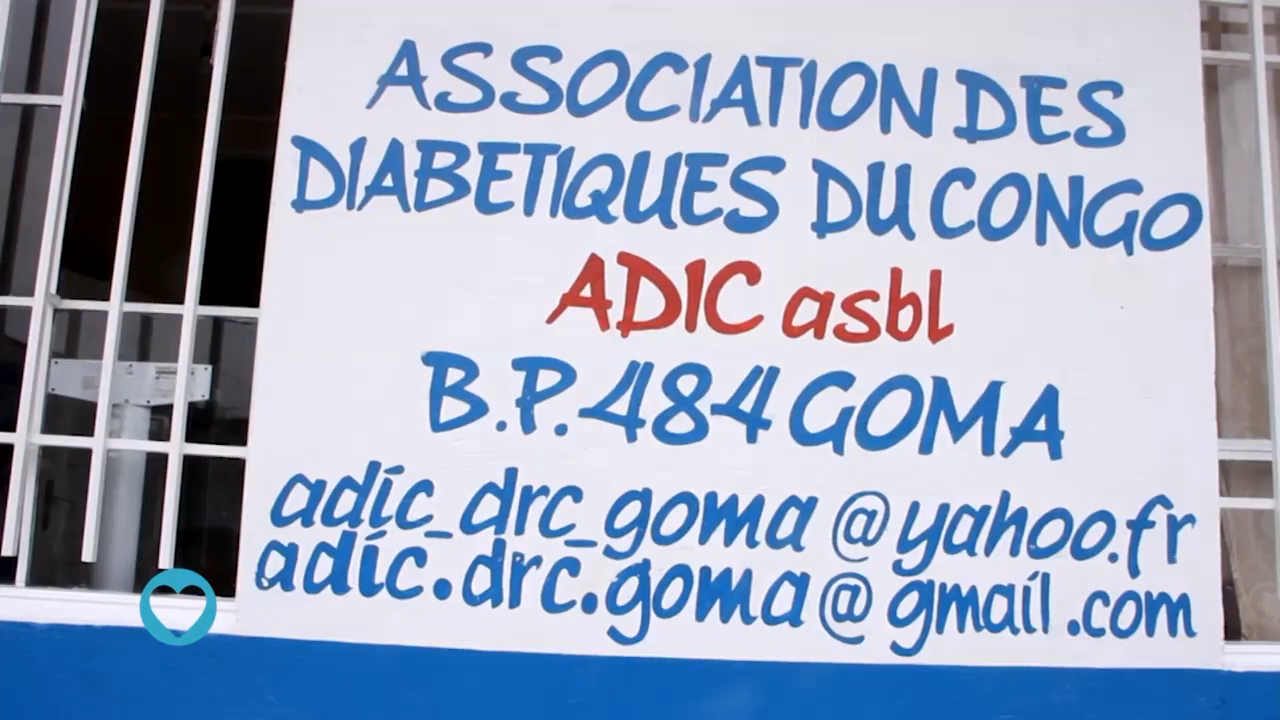 ASSOCIATION DES
DIABETIQUES DU CONGO
ADIC asbl
B.P. 484 GOMA
adic_drc_goma@yahoo.fr
adic.drc.goma@gmail.com